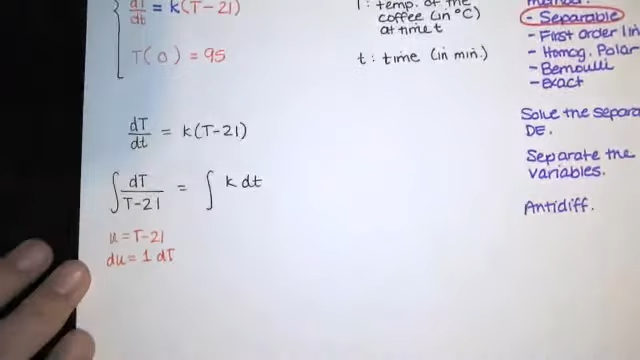 dT/dt = k(T-21)
T(0) = 95
T: temp. of the
coffee (in °C)
at time t
t: time (in min.)
- Separable
- First order lin
- Homog. Polar
- Bernoulli
- Exact
Solve the separa
DE.
Separate the
variables.
Antidiff.
dT/dt = k(T-21)
∫ dT/T-21 = ∫ k dt
u = T-21
du = 1 dT